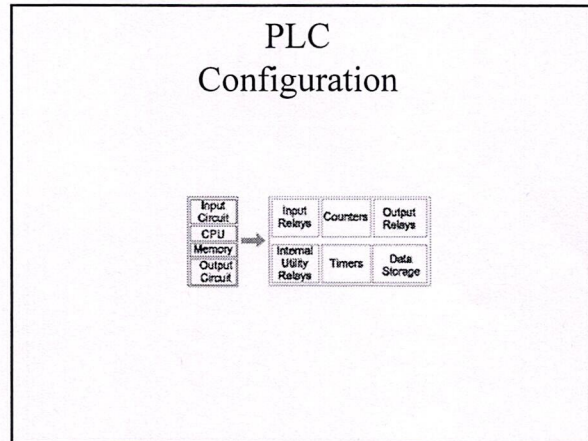 PLC
Configuration
Input
Circuit
CPU
Memory
Output
Circuit
Input
Relays
Counters
Output
Relays
Internal
Utility
Relays
Timers
Data
Storage